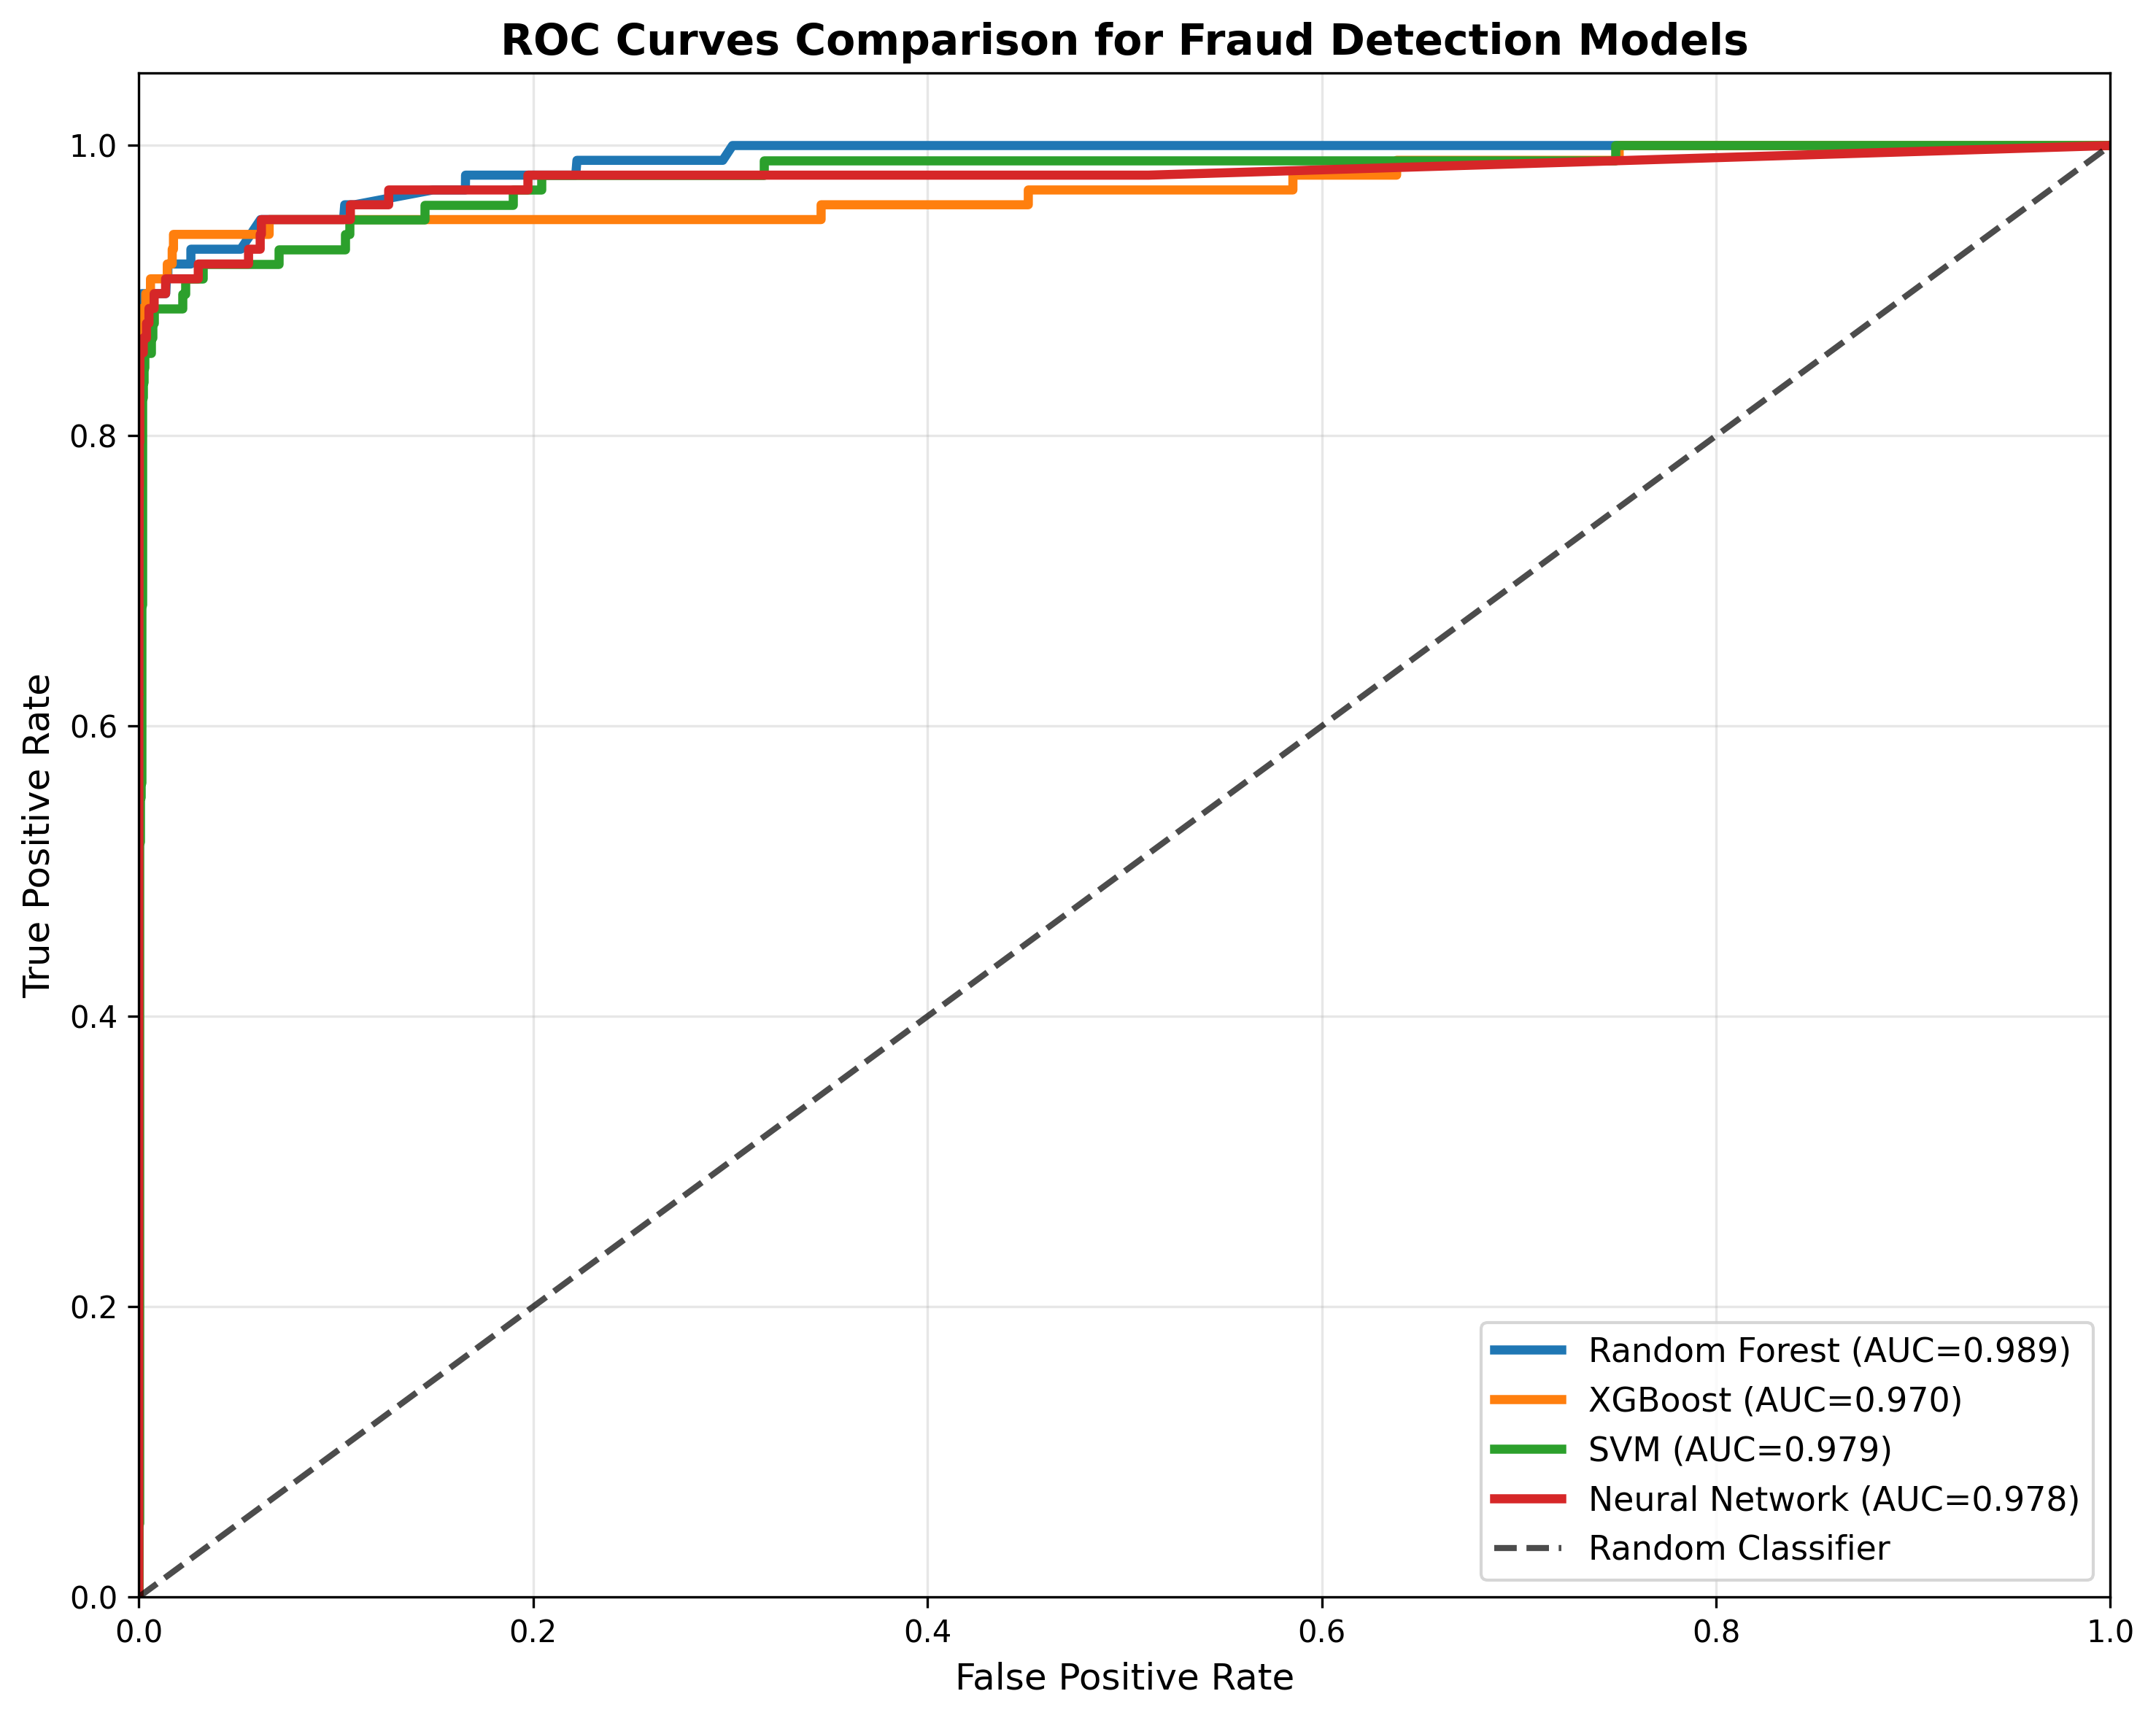 ROC Curves Comparison for Fraud Detection Models
True Positive Rate
1.0
0.8
0.6
0.4
0.2
0.0
0.0 0.2 0.4 0.6 0.8 1.0
False Positive Rate
Random Forest (AUC=0.989)
XGBoost (AUC=0.970)
SVM (AUC=0.979)
Neural Network (AUC=0.978)
Random Classifier